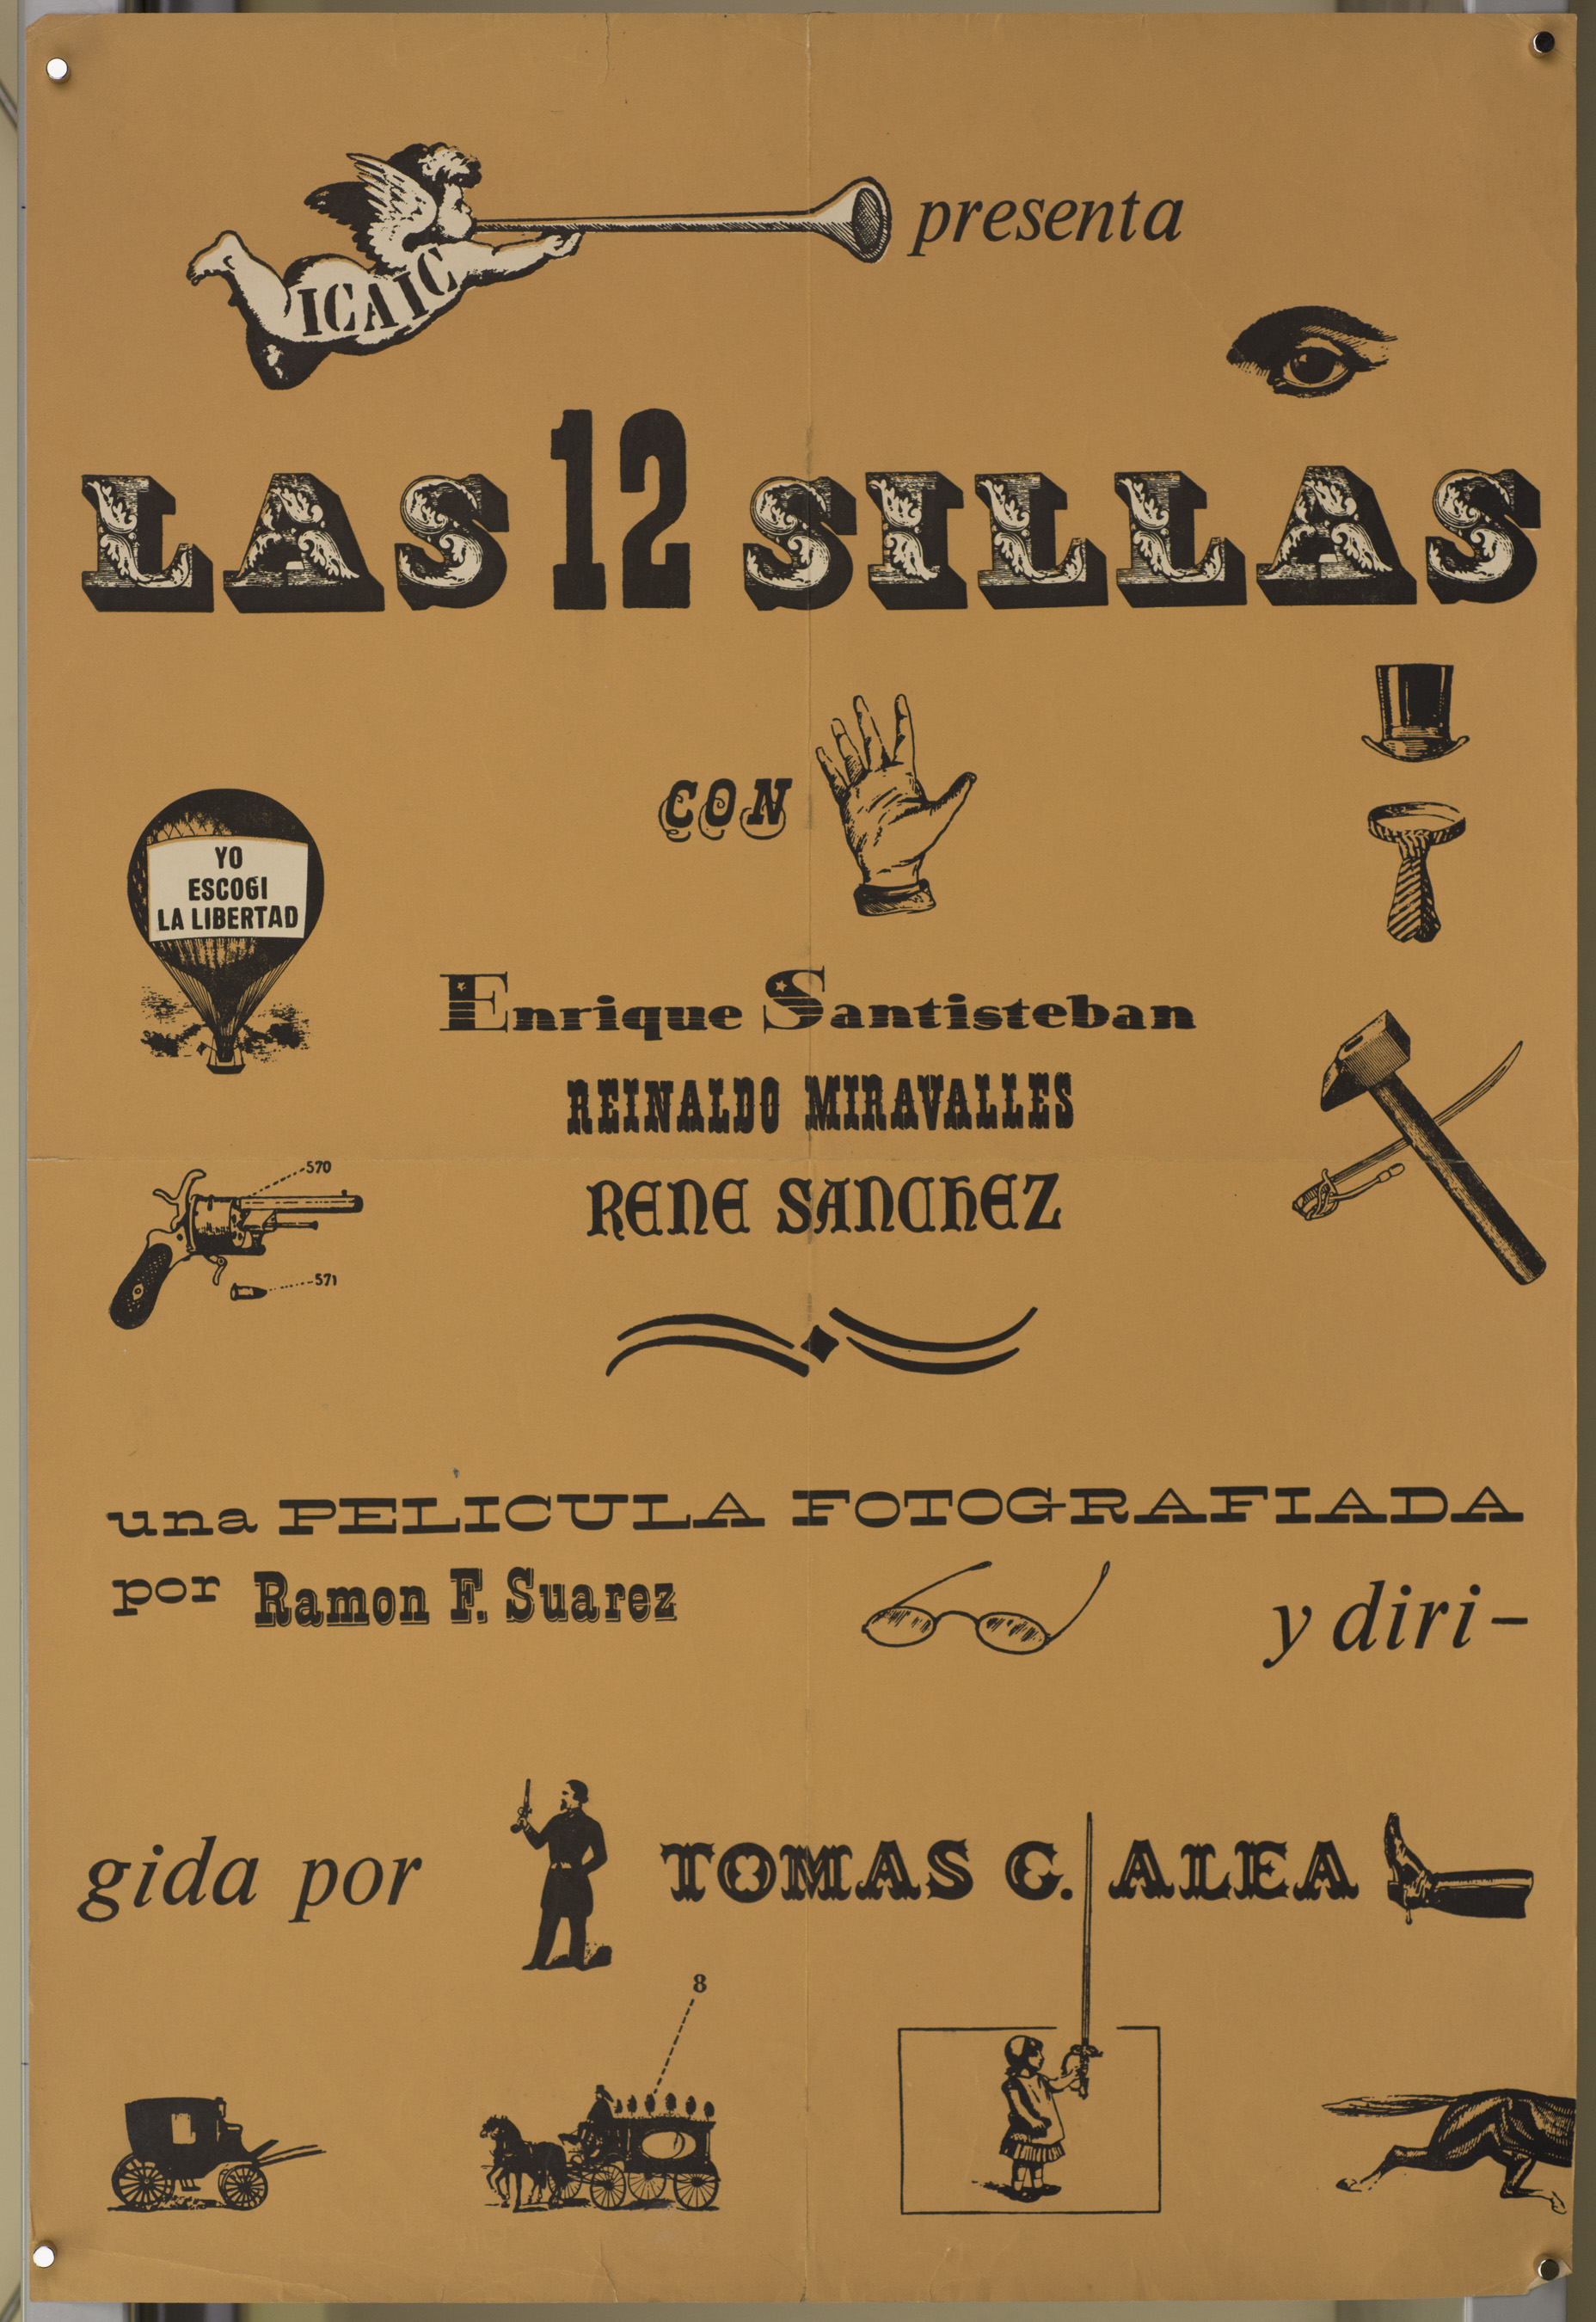 ICAIC presenta
LAS 12 SILLAS
CON
YO
ESCOGI
LA LIBERTAD
Enrique Santisteban
REINALDO MIRAVALLES
RENE SANCHEZ
570
571
una PELICULA FOTOGRAFIADA
por Ramon F. Suarez y diri-
gida por TOMAS G. ALEA
8